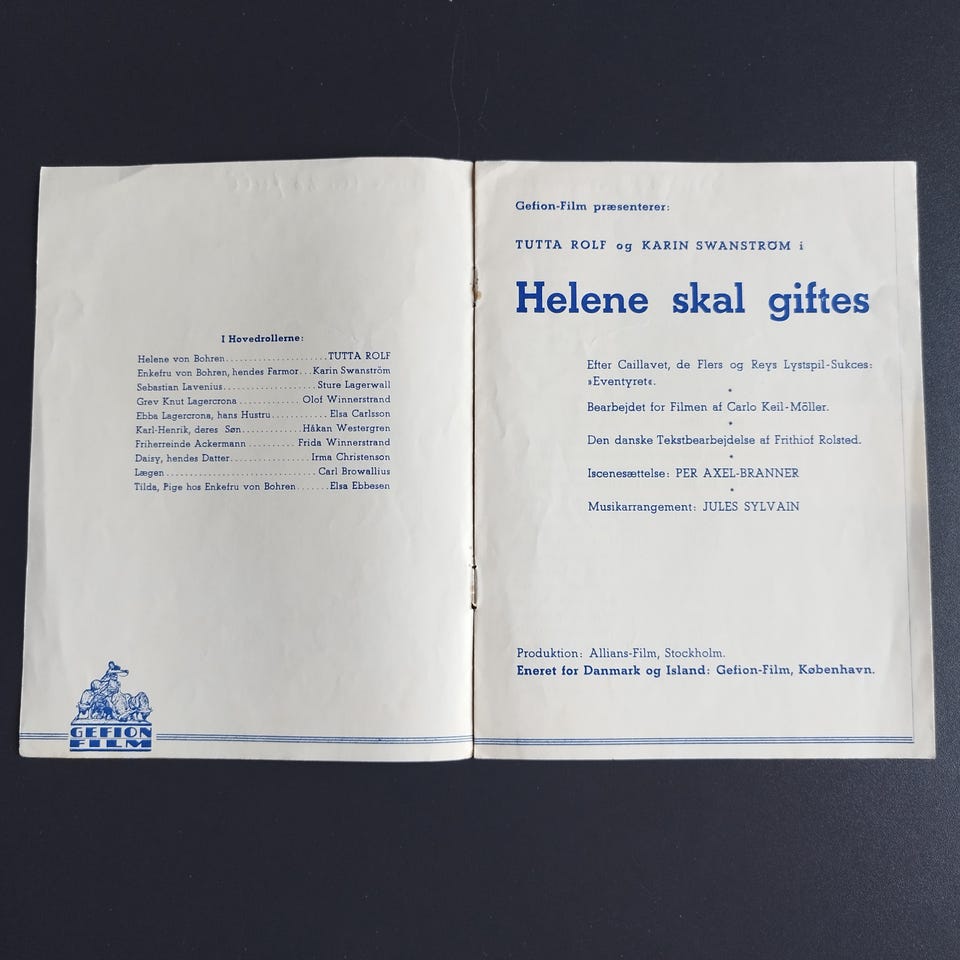 I Hovedrollerne:
Helene von Bohren.....................TUTTA ROLF
Enkefru von Bohren, hendes Farmor...Karin Swanström
Sebastian Lavenius...................Sture Lagerwall
Grev Knut Lagercrona .............Olof Winnerstrand
Ebba Lagercrona, hans Hustru............Elsa Carlsson
Karl-Henrik, deres Søn.............Håkan Westergren
Friherreinde Ackermann ..........Frida Winnerstrand
Daisy, hendes Datter................Irma Christenson
Lægen ..............................Carl Browallius
Tilda, Pige hos Enkefru von Bohren.......Elsa Ebbesen
GEFION
FILM
Gefion-Film præsenterer:
TUTTA ROLF og KARIN SWANSTRÖM i
Helene skal giftes
Efter Caillavet, de Flers og Reys Lystspil-Sukces:
»Eventyret«.
*
Bearbejdet for Filmen af Carlo Keil-Möller.
*
Den danske Tekstbearbejdelse af Frithiof Rolsted.
*
Iscenesættelse: PER AXEL-BRANNER
*
Musikarrangement: JULES SYLVAIN
Produktion: Allians-Film, Stockholm.
Eneret for Danmark og Island: Gefion-Film, København.